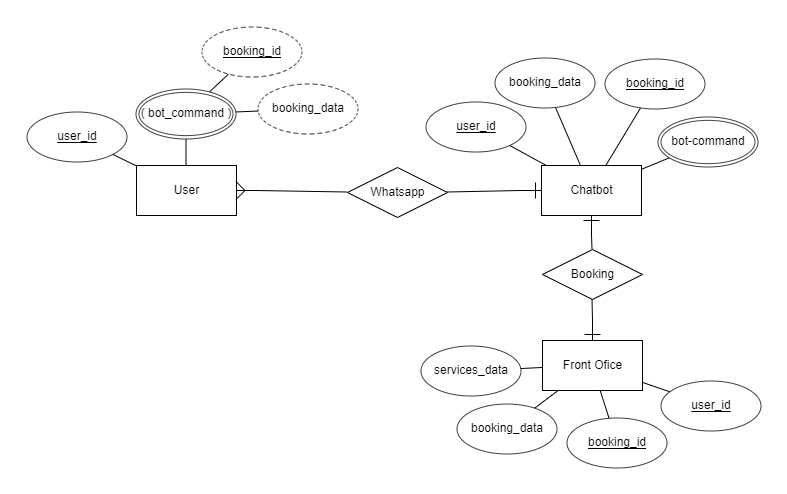 booking_id
( bot_command )
booking_data
user_id
User
Whatsapp
booking_data
booking_id
user_id
bot-command
Chatbot
Booking
Front Ofice
services_data
booking_data
booking_id
user_id